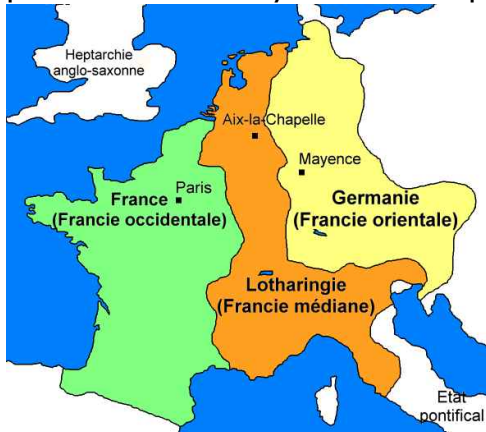 Heptarchie
anglo-saxonne
Aix-la-Chapelle
Mayence
Paris
France
(Francie occidentale)
Germanie
(Francie orientale)
Lotharingie
(Francie médiane)
Etat
pontifical